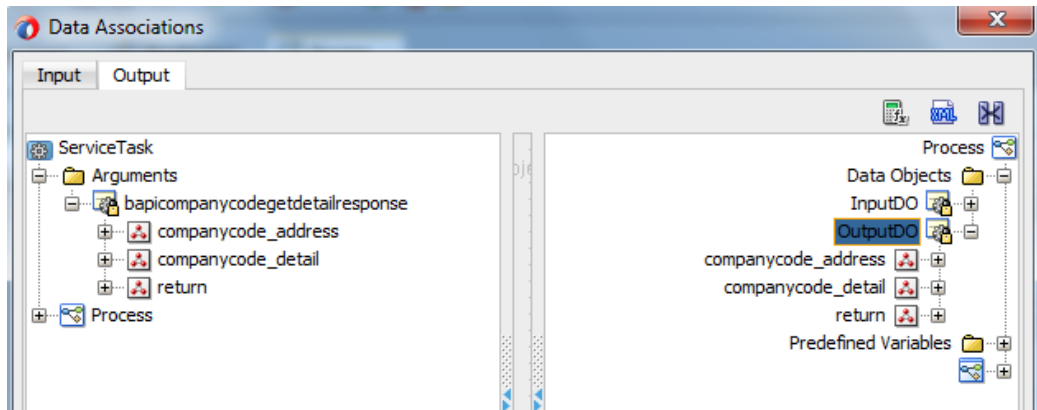 Data Associations
Input Output
ServiceTask
Arguments
bapicompanycodegetdetailresponse
companycode_address
companycode_detail
return
Process
Process
Data Objects
InputDO
OutputDO
companycode_address
companycode_detail
return
Predefined Variables